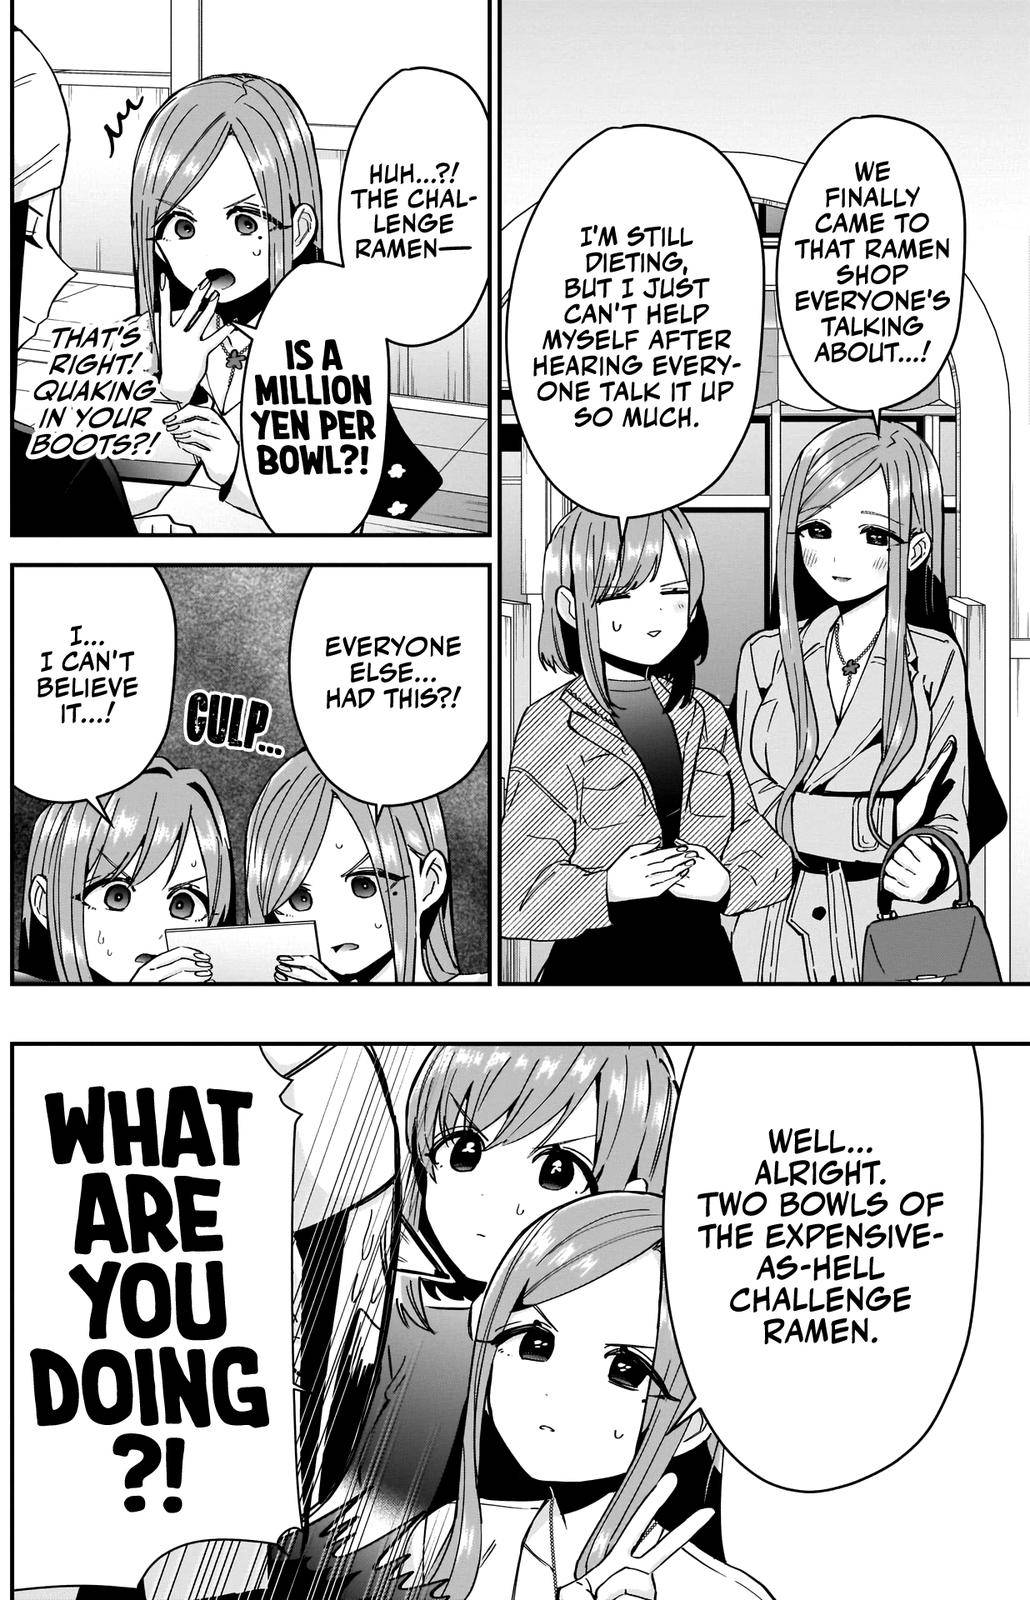 WE
FINALLY
CAME TO
THAT RAMEN
SHOP
EVERYONE'S
TALKING
ABOUT...!
I'M STILL
DIETING,
BUT I JUST
CAN'T HELP
MYSELF AFTER
HEARING EVERY-
ONE TALK IT UP
SO MUCH.
HUH...?!
THE CHAL-
LENGE
RAMEN—
IS A
MILLION
YEN PER
BOWL?!
THAT'S
RIGHT!
QUAKING
IN YOUR
BOOTS?!
EVERYONE
ELSE...
HAD THIS?!
GULP...
I...
I CAN'T
BELIEVE
IT...!
WELL...
ALRIGHT.
TWO BOWLS OF
THE EXPENSIVE-
AS-HELL
CHALLENGE
RAMEN.
WHAT
ARE
YOU
DOING
?!